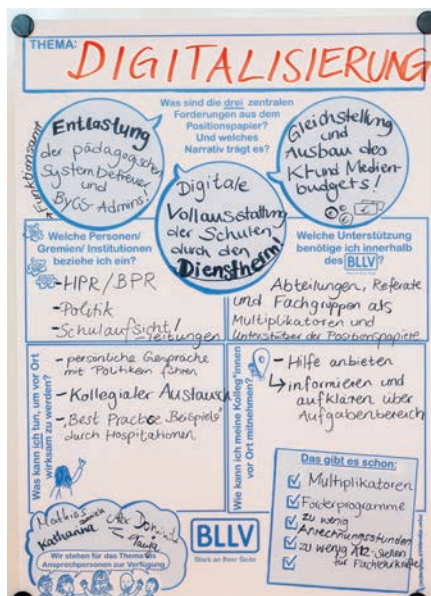 THEMA:
DIGITALISIERUNG
Was sind die drei zentralen
Forderungen aus dem
Positionspapier?
Und welches
Narrativ trägt es?
Funktionsamt
Entlastung
der pädagogischen
Systembetreuer
und
ByCS-Admins!
Digitale
Vollausstattung
der Schulen
durch den
Dienstherrn!
Gleichstellung
und
Ausbau des
KI und Medien-
budgets!
Welche Personen/
Gremien/ Institutionen
beziehe ich ein?
- HPR/BPR
- Politik
- Schulaufsicht/
-leitungen
Welche Unterstützung
benötige ich innerhalb
des BLLV?
Abteilungen, Referate
und Fachgruppen als
Multiplikatoren und
Unterstützer der Positionspapiere
Was kann ich tun, um vor Ort
wirksam zu werden?
- persönliche Gespräche
mit Politikern führen
- Kollegialer Austausch
- "Best Practice Beispiele"
durch Hospitationen
Wie kann ich meine Kolleg*innen
vor Ort mitnehmen?
- Hilfe anbieten
↳ informieren und
aufklären über
Aufgabenbereich
Das gibt es schon:
Multiplikatoren
Förderprogramme
zu wenig
Anrechnungsstunden
zu wenig A12-Stellen
für Fachlehrkräfte
Mathias
Alex
Dominik
Katharina
Tanja
Wir stehen für das Thema als
Ansprechpersonen zur Verfügung
BLLV
Stark an Ihrer Seite